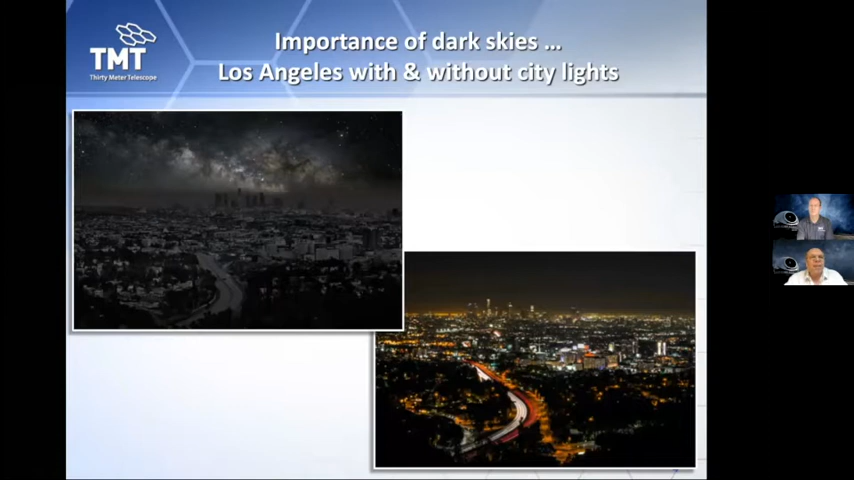 TMT
Thirty Meter Telescope
Importance of dark skies ...
Los Angeles with & without city lights